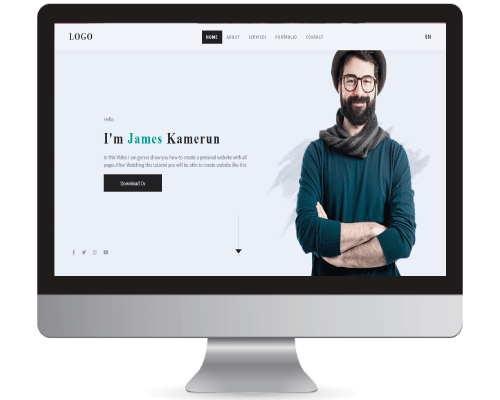 LOGO
HOME ABOUT SERVICES PORTFOLIO CONTACT
EN
Hello,
I'm James Kamerun
In this Video I am gonna show you how to create a personal website with all
pages After Watching this tutorial you will be able to create website like this
Download Cv